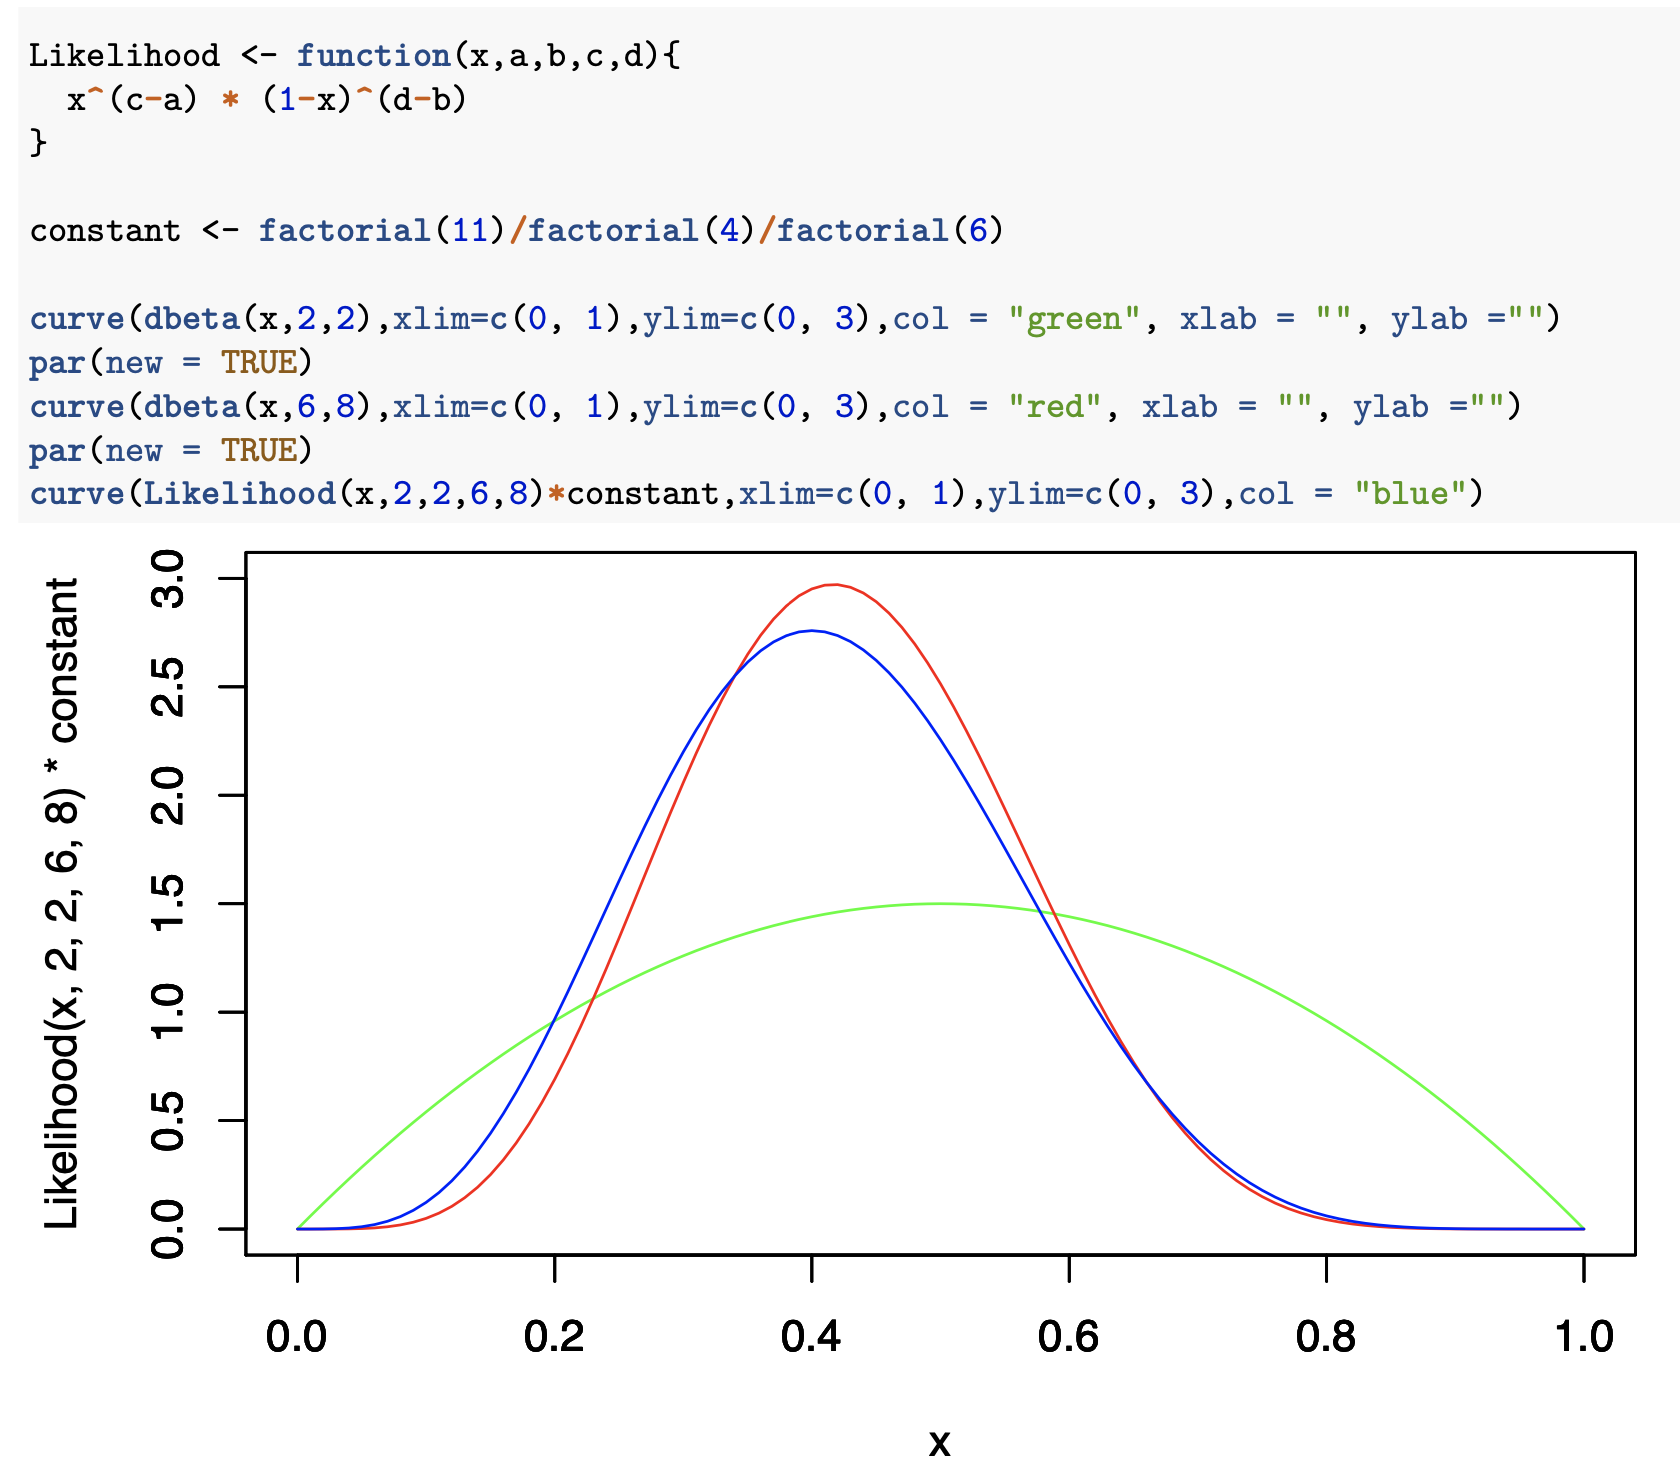 Likelihood <- function(x,a,b,c,d){
  x^(c-a) * (1-x)^(d-b)
}
constant <- factorial(11)/factorial(4)/factorial(6)
curve(dbeta(x,2,2),xlim=c(0, 1),ylim=c(0, 3),col = "green", xlab = "", ylab ="")
par(new = TRUE)
curve(dbeta(x,6,8),xlim=c(0, 1),ylim=c(0, 3),col = "red", xlab = "", ylab ="")
par(new = TRUE)
curve(Likelihood(x,2,2,6,8)*constant,xlim=c(0, 1),ylim=c(0, 3),col = "blue")
Likelihood(x, 2, 2, 6, 8) * constant
3.0
2.5
2.0
1.5
1.0
0.5
0.0
0.0 0.2 0.4 0.6 0.8 1.0
x